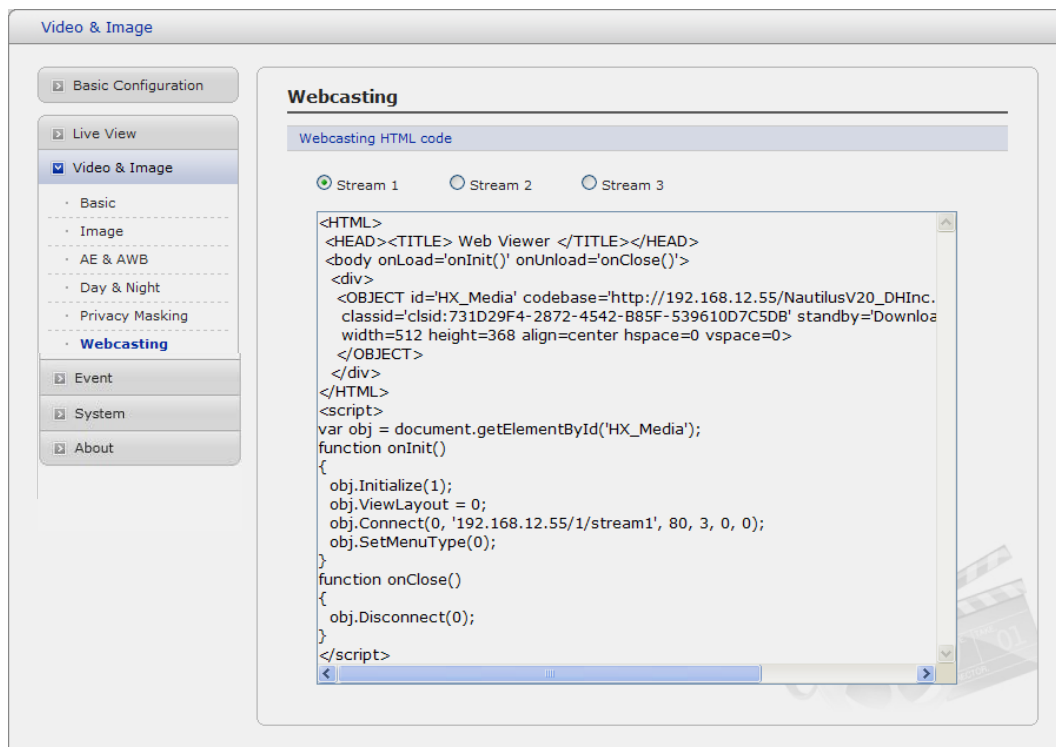 Video & Image
Basic Configuration
Live View
Video & Image
· Basic
· Image
· AE & AWB
· Day & Night
· Privacy Masking
· Webcasting
Event
System
About
Webcasting
Webcasting HTML code
Stream 1 Stream 2 Stream 3
<HTML>
<HEAD><TITLE> Web Viewer </TITLE></HEAD>
<body onLoad='onInit()' onUnload='onClose()'>
<div>
<OBJECT id='HX_Media' codebase='http://192.168.12.55/NautilusV20_DHInc.
classid='clsid:731D29F4-2872-4542-B85F-539610D7C5DB' standby='Downloa
width=512 height=368 align=center hspace=0 vspace=0>
</OBJECT>
</div>
</HTML>
<script>
var obj = document.getElementById('HX_Media');
function onInit()
{
obj.Initialize(1);
obj.ViewLayout = 0;
obj.Connect(0, '192.168.12.55/1/stream1', 80, 3, 0, 0);
obj.SetMenuType(0);
}
function onClose()
{
obj.Disconnect(0);
}
</script>
01